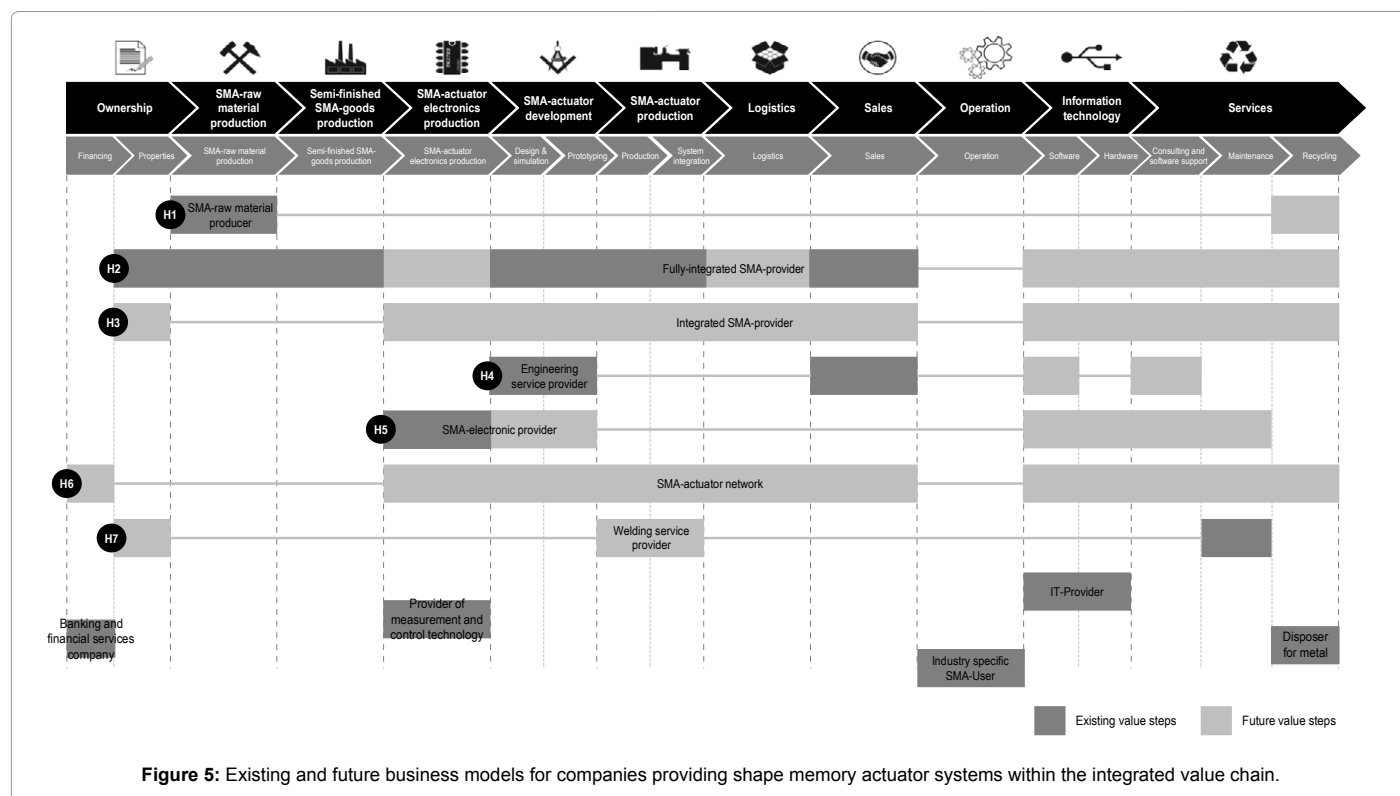 Ownership
SMA-raw
material
production
Semi-finished
SMA-goods
production
SMA-actuator
electronics
production
SMA-actuator
development
SMA-actuator
production
Logistics
Sales
Operation
Information
technology
Services
Financing
Properties
SMA-raw material
production
Semi-finished SMA-
goods production
SMA-actuator
electronics production
Design &
simulation
Prototyping
Production
System
integration
Logistics
Sales
Operation
Software
Hardware
Consulting and
software support
Maintenance
Recycling
H1
SMA-raw material
producer
H2
Fully-integrated SMA-provider
H3
Integrated SMA-provider
H4
Engineering
service provider
H5
SMA-electronic provider
H6
SMA-actuator network
H7
Welding service
provider
IT-Provider
Provider of
measurement and
control technology
Banking and
financial services
company
Disposer
for metal
Industry specific
SMA-User
Existing value steps
Future value steps
Figure 5: Existing and future business models for companies providing shape memory actuator systems within the integrated value chain.